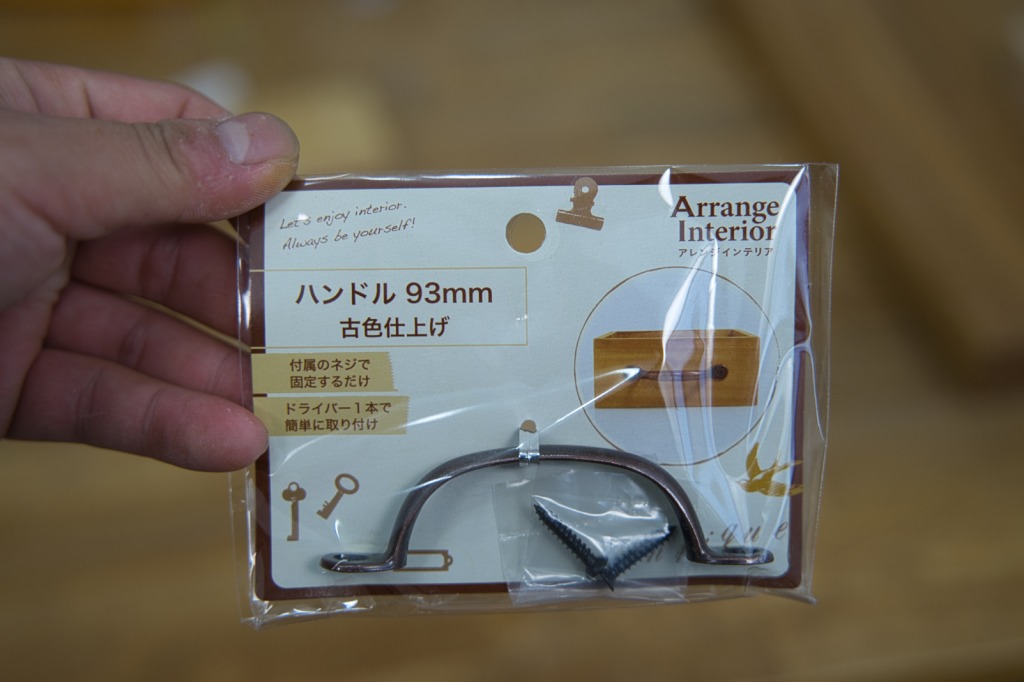 Let's enjoy interior.
Always be yourself!
Arrange
Interior
アレンジインテリア
ハンドル 93mm
古色仕上げ
付属のネジで
固定するだけ
ドライバー1本で
簡単に取り付け